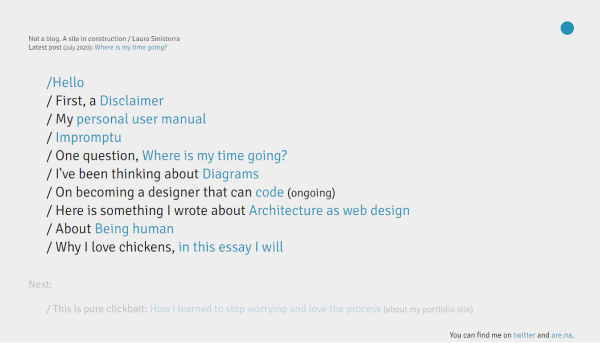 Not a blog. A site in construction / Laura Sinisterra
Latest post (July 2020): Where is my time going?
/Hello
/ First, a Disclaimer
/ My personal user manual
/ Impromptu
/ One question, Where is my time going?
/ I've been thinking about Diagrams
/ On becoming a designer that can code (ongoing)
/ Here is something I wrote about Architecture as web design
/ About Being human
/ Why I love chickens, in this essay I will
Next:
/ This is pure clickbait: How I learned to stop worrying and love the process (about my portfolio site)
You can find me on twitter and are.na.